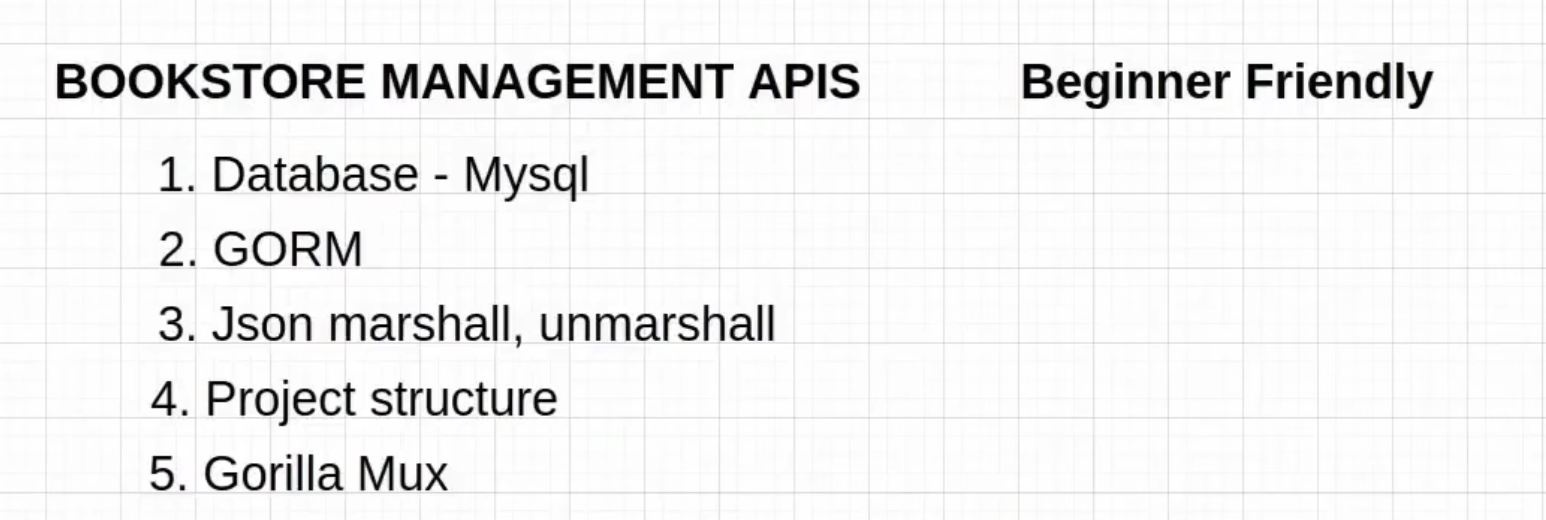 BOOKSTORE MANAGEMENT APIS Beginner Friendly
1. Database - Mysql
2. GORM
3. Json marshall, unmarshall
4. Project structure
5. Gorilla Mux